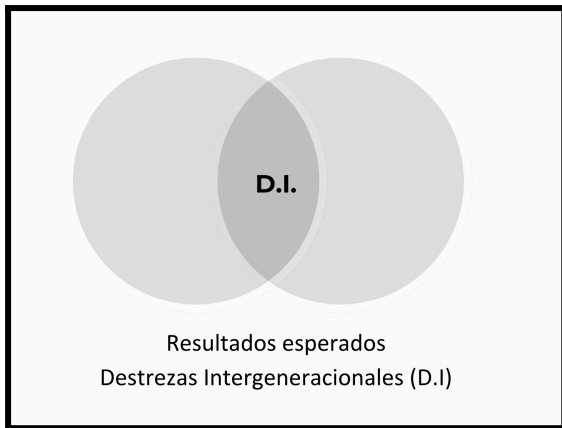 D.I.
Resultados esperados
Destrezas Intergeneracionales (D.I)